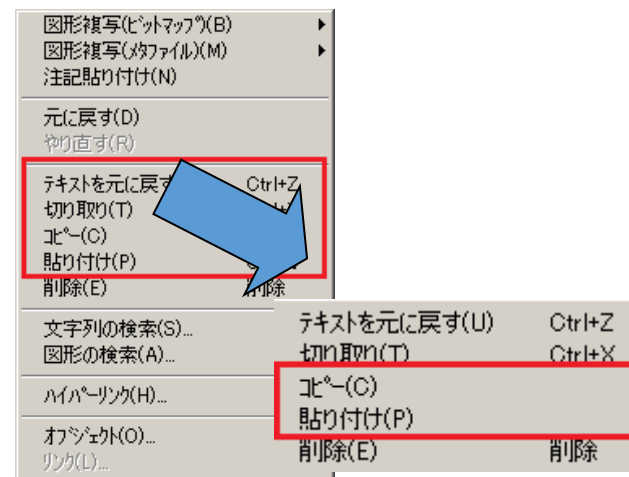 図形複写(ﾋﾞｯﾄﾏｯﾌﾟ)(B)
図形複写(ﾒﾀﾌｧｲﾙ)(M)
注記貼り付け(N)
元に戻す(D)
やり直す(R)
テキストを元に戻す Ctrl+Z
切り取り(T)
ｺﾋﾟｰ(C)
貼り付け(P)
削除(E) 削除
文字列の検索(S)...
図形の検索(A)...
ﾊｲﾊﾟｰﾘﾝｸ(H)...
ｵﾌﾞｼﾞｪｸﾄ(O)...
ﾘﾝｸ(L)...
テキストを元に戻す(U) Ctrl+Z
切り取り(T) Ctrl+X
ｺﾋﾟｰ(C)
貼り付け(P)
削除(E) 削除